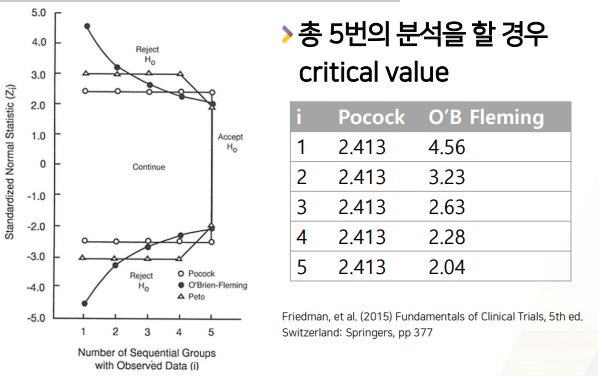 총 5번의 분석을 할 경우
critical value
i Pocock O'B Fleming
1 2.413 4.56
2 2.413 3.23
3 2.413 2.63
4 2.413 2.28
5 2.413 2.04
Friedman, et al. (2015) Fundamentals of Clinical Trials, 5th ed.
Switzerland: Springers, pp 377
Standardized Normal Statistic (Zi)
5.0
4.0
3.0
2.0
1.0
0
-1.0
-2.0
-3.0
-4.0
-5.0
Reject
Ho
Accept
Ho
Continue
Reject
Ho
Pocock
O'Brien-Fleming
Peto
1 2 3 4 5
Number of Sequential Groups
with Observed Data (i)